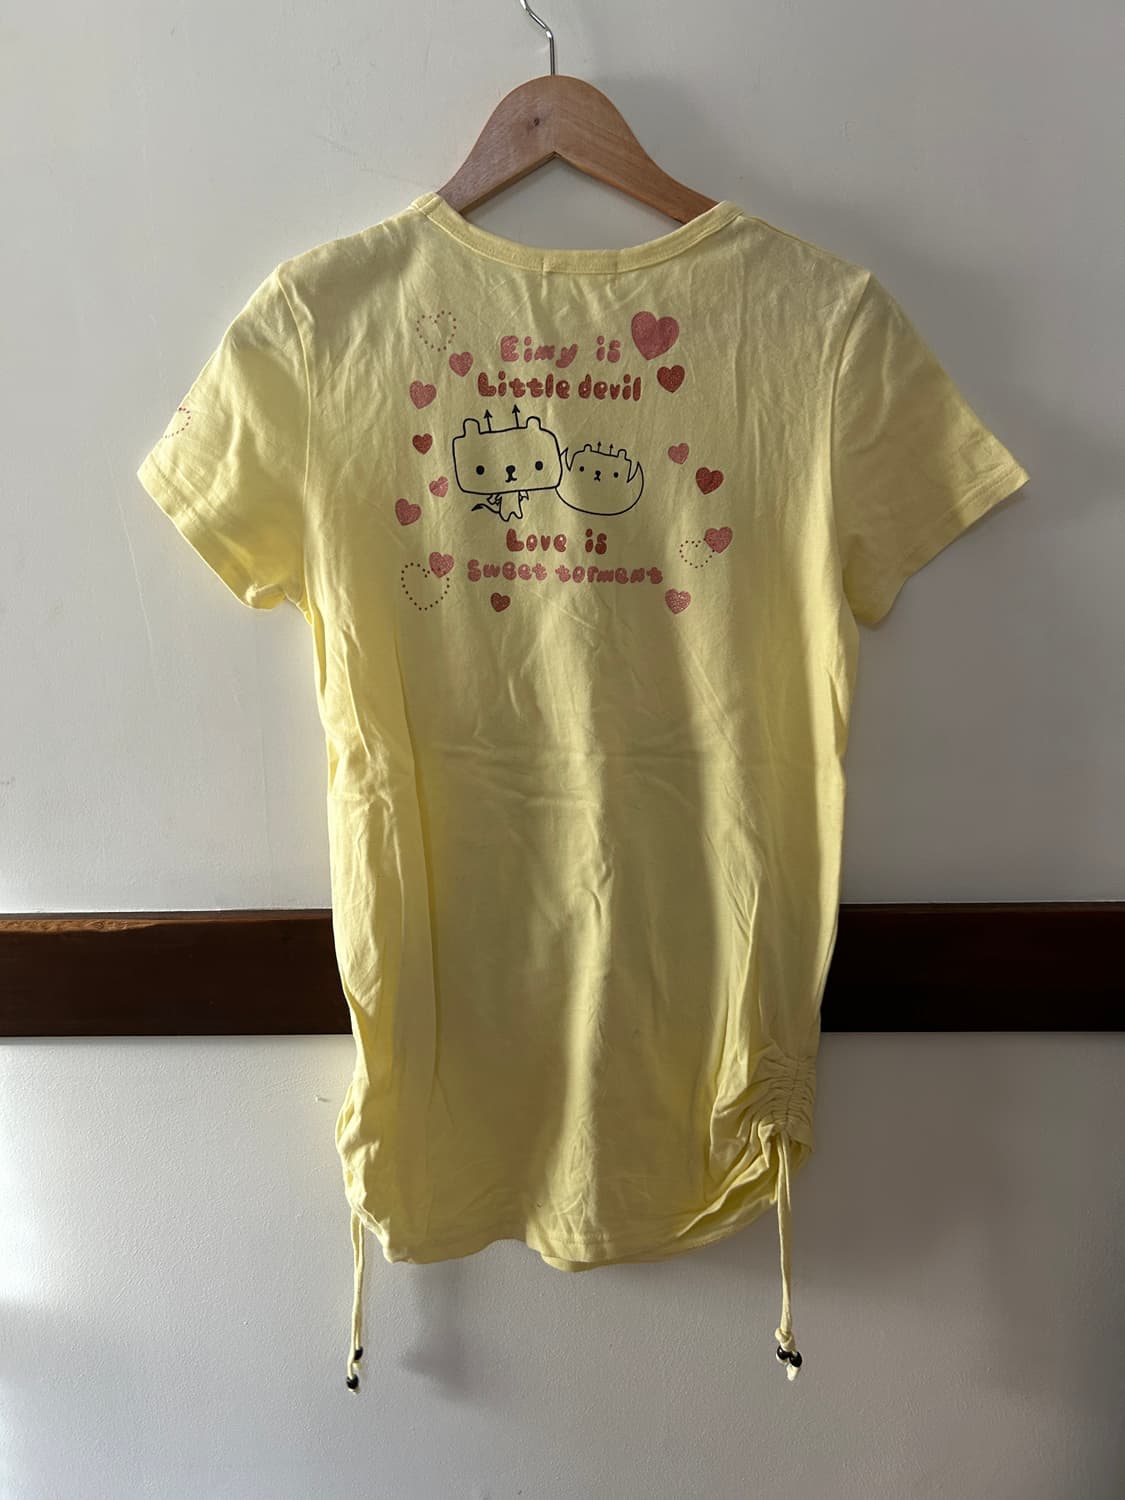 Eimy is
Little devil
Love is
Sweet torment